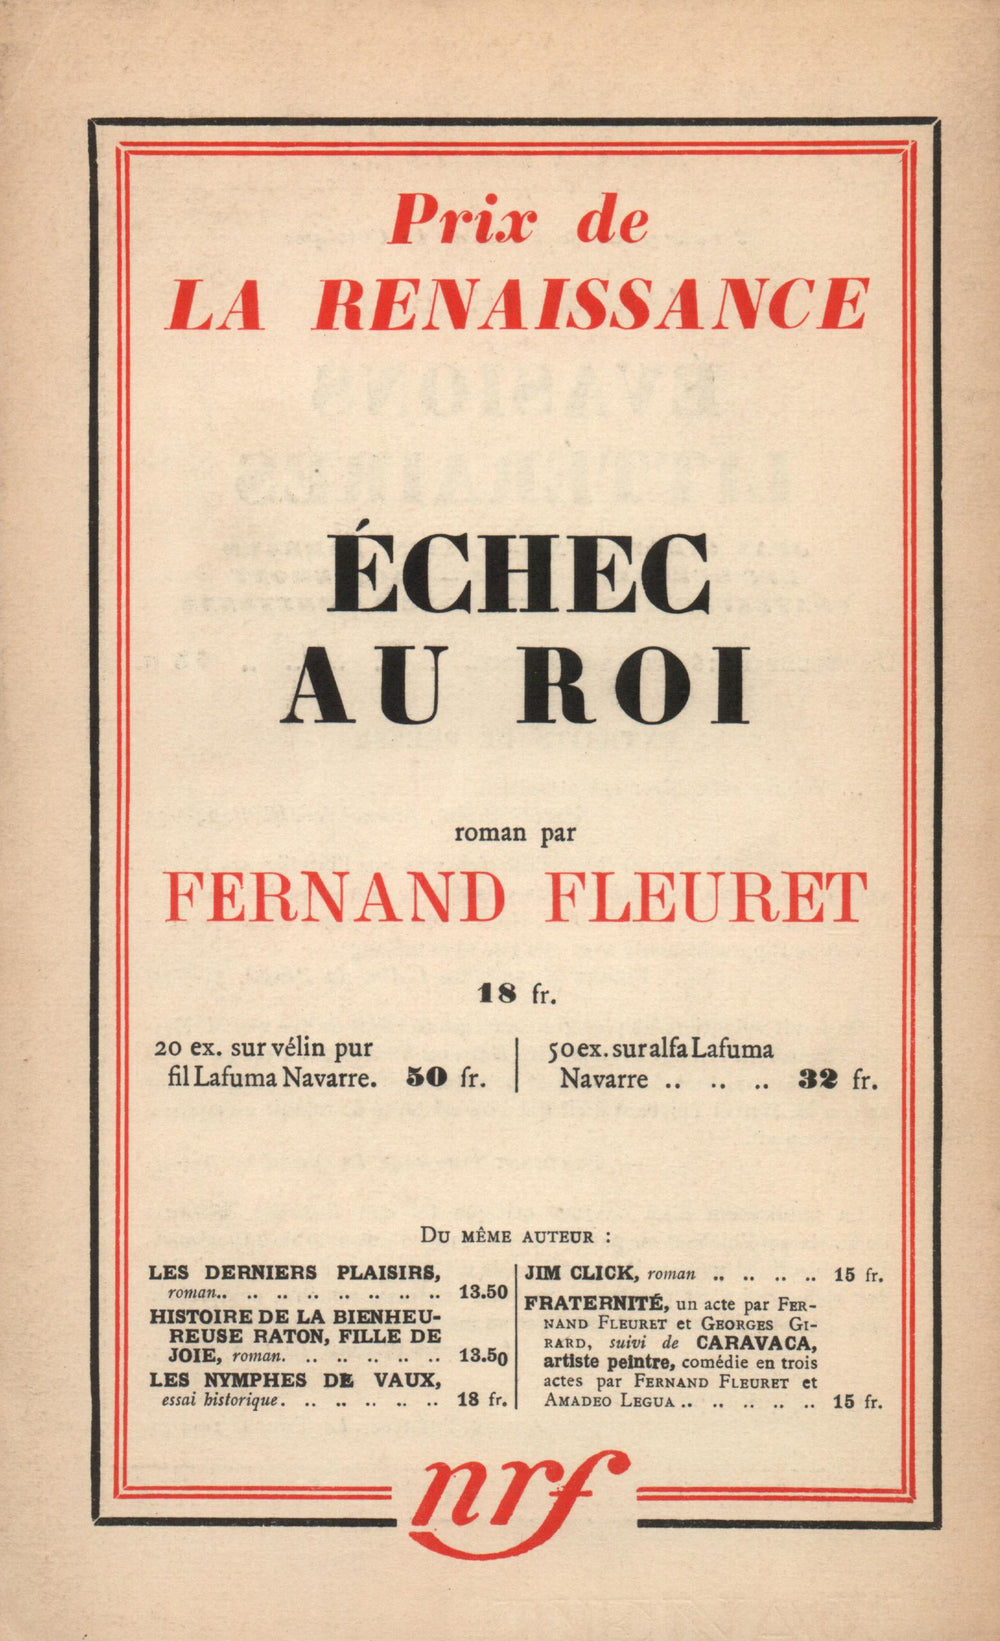 Prix de
LA RENAISSANCE
ÉCHEC
AU ROI
roman par
FERNAND FLEURET
18 fr.
20 ex. sur vélin pur
fil Lafuma Navarre. 50 fr.
50 ex. sur alfa Lafuma
Navarre .. .. .. 32 fr.
DU MÊME AUTEUR :
LES DERNIERS PLAISIRS,
roman.. .. .. .. .. .. .. .. 13.50
HISTOIRE DE LA BIENHEU-
REUSE RATON, FILLE DE
JOIE, roman. .. .. .. .. .. 13.50
LES NYMPHES DE VAUX,
essai historique. .. .. .. .. .. 18 fr.
JIM CLICK, roman .. .. .. .. 15 fr.
FRATERNITÉ, un acte par FER-
NAND FLEURET et GEORGES GI-
RARD, suivi de CARAVACA,
artiste peintre, comédie en trois
actes par FERNAND FLEURET et
AMADEO LEGUA .. .. .. .. .. 15 fr.
nrf